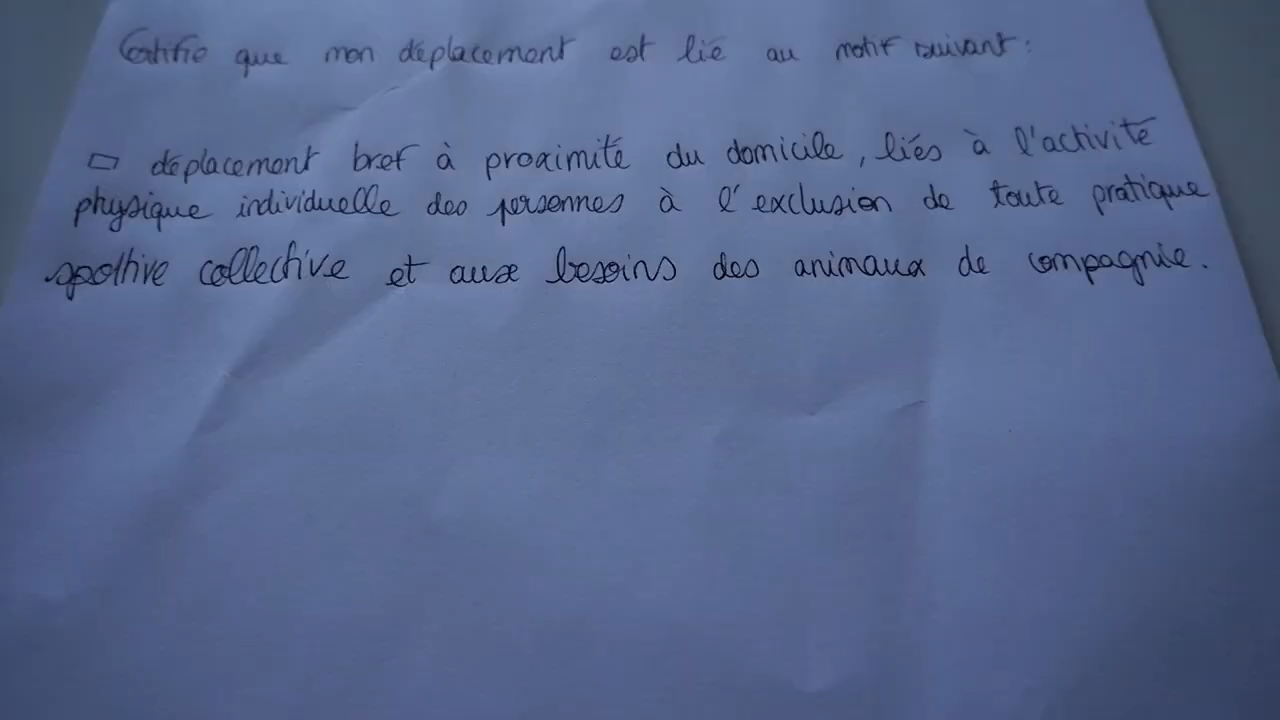 Certifie que mon déplacement est lié au motif suivant:
▭ déplacement bref à proximité du domicile, liés à l'activité
physique individuelle des personnes à l'exclusion de toute pratique
sportive collective et aux besoins des animaux de compagnie.